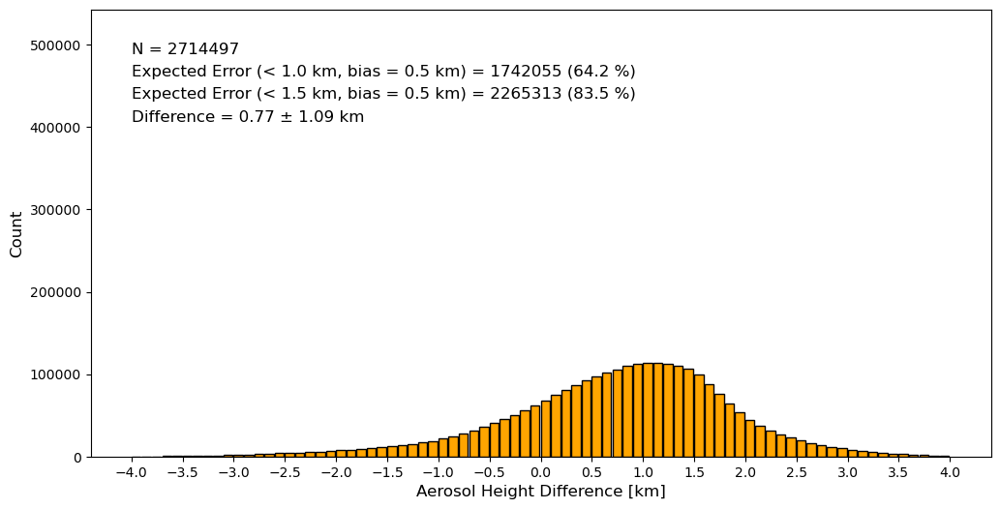 N = 2714497
Expected Error (< 1.0 km, bias = 0.5 km) = 1742055 (64.2 %)
Expected Error (< 1.5 km, bias = 0.5 km) = 2265313 (83.5 %)
Difference = 0.77 ± 1.09 km
500000
400000
300000
200000
100000
0
Count
−4.0 −3.5 −3.0 −2.5 −2.0 −1.5 −1.0 −0.5 0.0 0.5 1.0 1.5 2.0 2.5 3.0 3.5 4.0
Aerosol Height Difference [km]